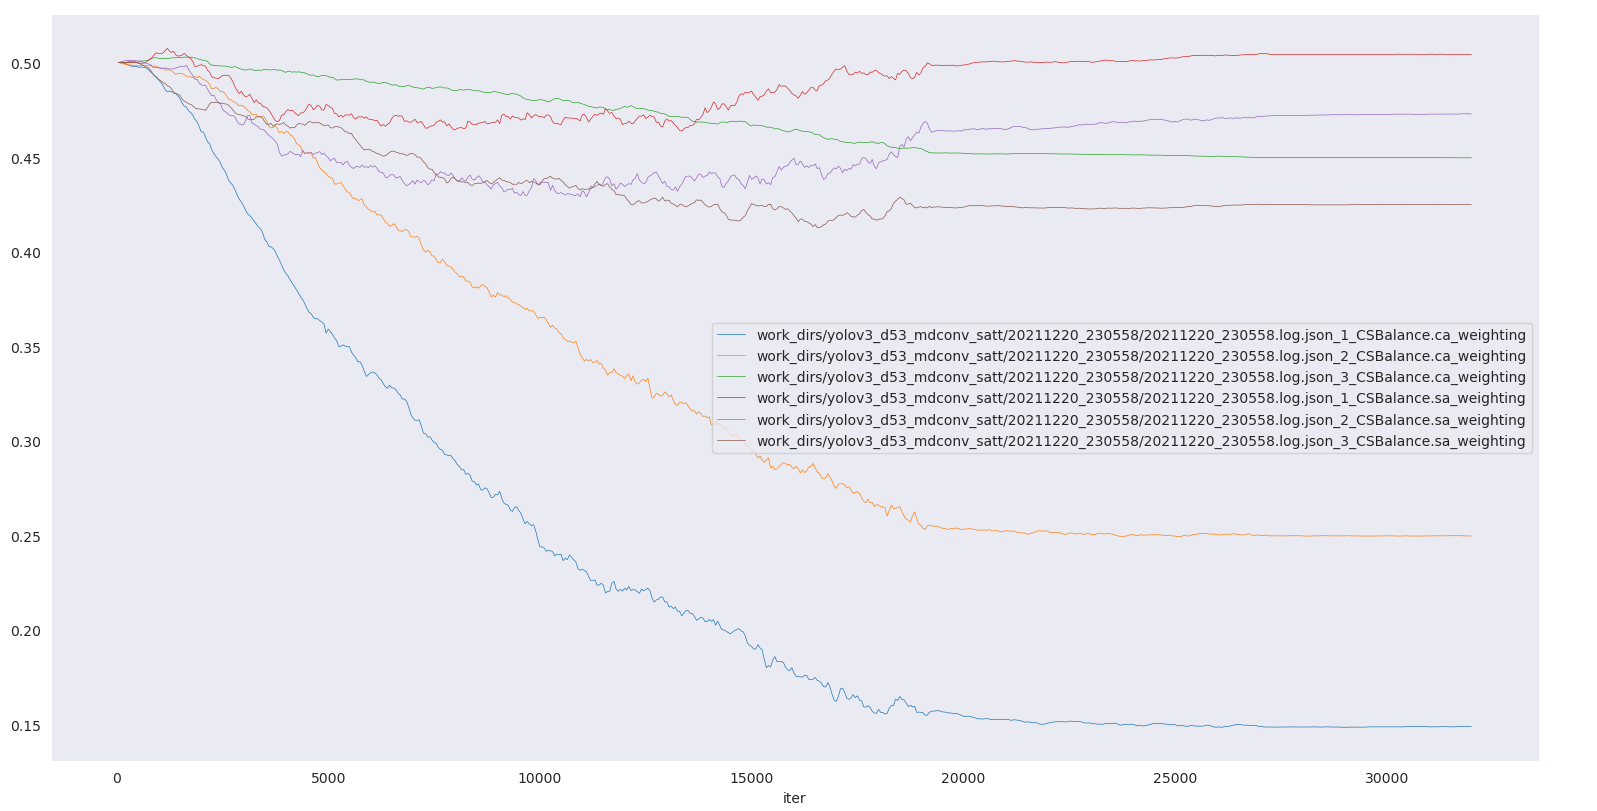 0.50
0.45
0.40
0.35
0.30
0.25
0.20
0.15
work_dirs/yolov3_d53_mdconv_satt/20211220_230558/20211220_230558.log.json_1_CSBalance.ca_weighting
work_dirs/yolov3_d53_mdconv_satt/20211220_230558/20211220_230558.log.json_2_CSBalance.ca_weighting
work_dirs/yolov3_d53_mdconv_satt/20211220_230558/20211220_230558.log.json_3_CSBalance.ca_weighting
work_dirs/yolov3_d53_mdconv_satt/20211220_230558/20211220_230558.log.json_1_CSBalance.sa_weighting
work_dirs/yolov3_d53_mdconv_satt/20211220_230558/20211220_230558.log.json_2_CSBalance.sa_weighting
work_dirs/yolov3_d53_mdconv_satt/20211220_230558/20211220_230558.log.json_3_CSBalance.sa_weighting
0 5000 10000 15000 20000 25000 30000
iter